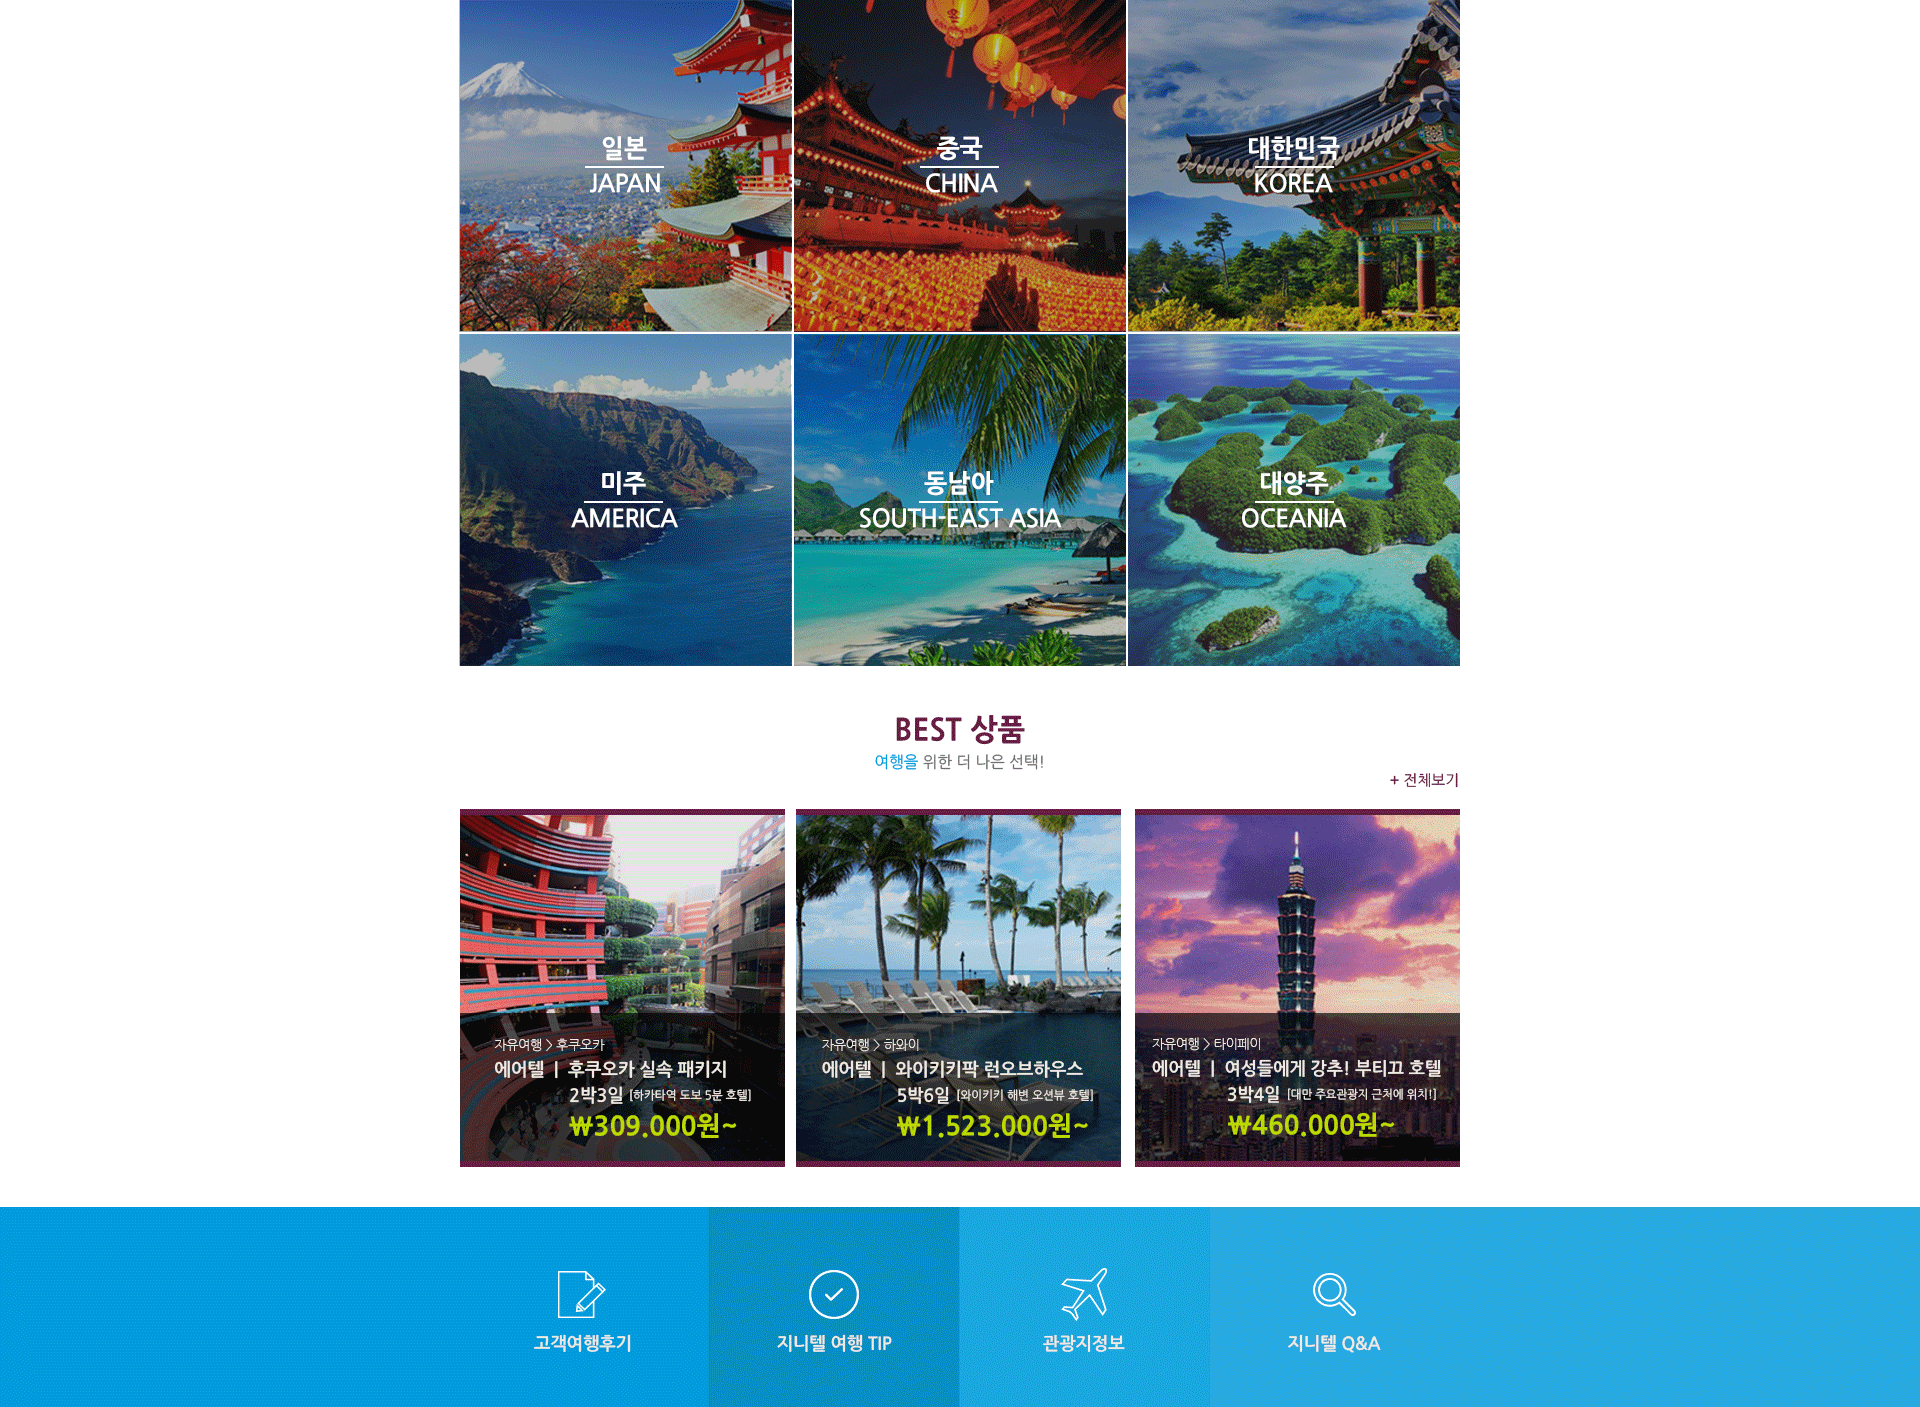 일본
JAPAN
중국
CHINA
대한민국
KOREA
미주
AMERICA
동남아
SOUTH-EAST ASIA
대양주
OCEANIA
BEST 상품
여행을 위한 더 나은 선택!
+ 전체보기
자유여행 > 후쿠오카
에어텔 | 후쿠오카 실속 패키지
2박3일 [하카타역 도보 5분 호텔]
₩309.000원~
자유여행 > 하와이
에어텔 | 와이키키팍 런오브하우스
5박6일 [와이키키 해변 오션뷰 호텔]
₩1.523.000원~
자유여행 > 타이페이
에어텔 | 여성들에게 강추! 부티끄 호텔
3박4일 [대만 주요관광지 근처에 위치!]
₩460.000원~
고객여행후기
지니텔 여행 TIP
관광지정보
지니텔 Q&A